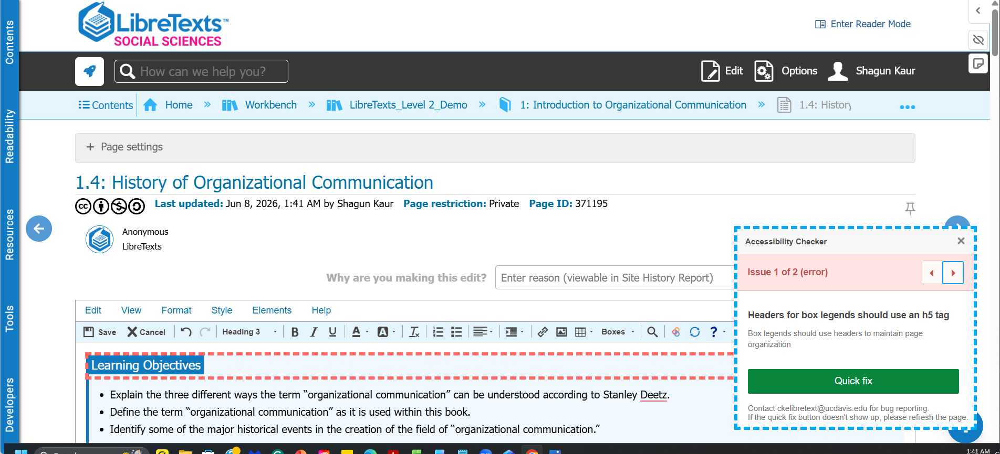 LibreTexts™
SOCIAL SCIENCES
Enter Reader Mode
Contents
Readability
Resources
Tools
Developers
How can we help you?
Edit
Options
Shagun Kaur
Contents
Home » Workbench » LibreTexts_Level 2_Demo » 1: Introduction to Organizational Communication » 1.4: History
+ Page settings
1.4: History of Organizational Communication
cc
Last updated: Jun 8, 2026, 1:41 AM by Shagun Kaur Page restriction: Private Page ID: 371195
Anonymous
LibreTexts
Why are you making this edit? Enter reason (viewable in Site History Report)
Edit View Format Style Elements Help
Save Cancel Heading 3 B I U A A Boxes ?
Learning Objectives
• Explain the three different ways the term “organizational communication” can be understood according to Stanley Deetz.
• Define the term “organizational communication” as it is used within this book.
• Identify some of the major historical events in the creation of the field of “organizational communication.”
Accessibility Checker
Issue 1 of 2 (error)
Headers for box legends should use an h5 tag
Box legends should use headers to maintain page
organization
Quick fix
Contact ckelibretext@ucdavis.edu for bug reporting.
If the quick fix button doesn't show up, please refresh the page.
1:41 AM